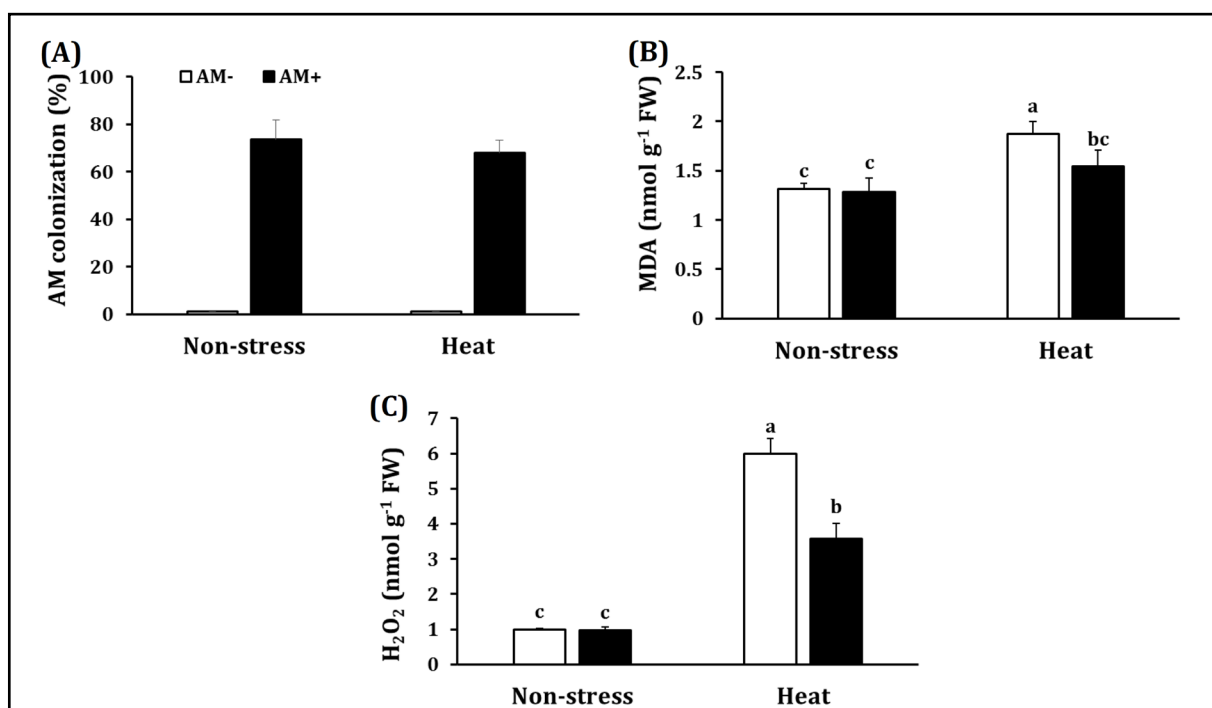 (A)
AM colonization (%)
100
80
60
40
20
0
AM- AM+
Non-stress Heat
(B)
MDA (nmol g⁻¹ FW)
2.5
2
1.5
1
0.5
0
c c a bc
Non-stress Heat
(C)
H₂O₂ (nmol g⁻¹ FW)
7
6
5
4
3
2
1
0
c c a b
Non-stress Heat